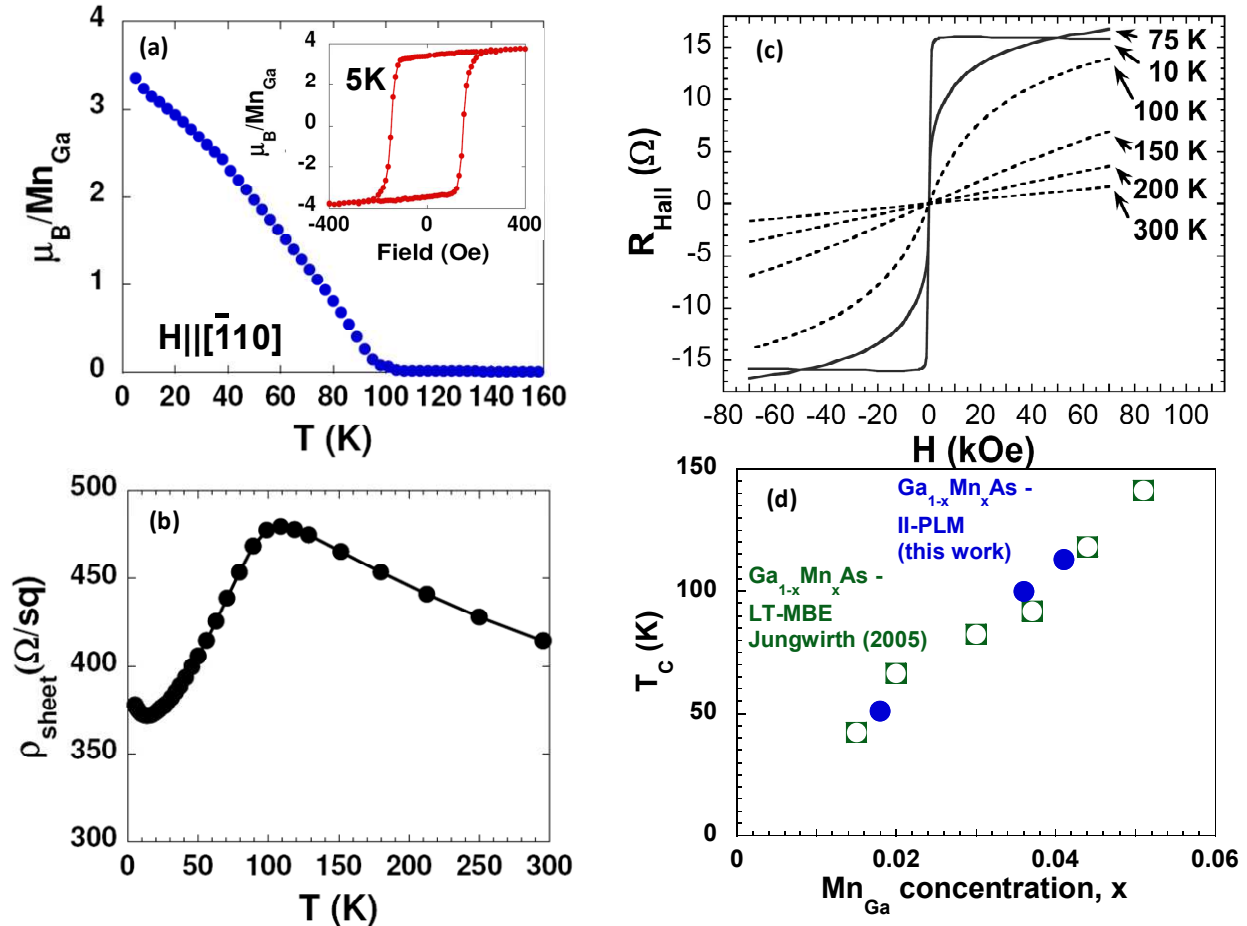 (a)
μB/MnGa
4
3
2
1
0
0 20 40 60 80 100 120 140 160
T (K)
H||[1̄10]
5K
μB/MnGa
4
2
0
-2
-4
-400 0 400
Field (Oe)
(c)
RHall (Ω)
15
10
5
0
-5
-10
-15
75 K
10 K
100 K
150 K
200 K
300 K
-80 -60 -40 -20 0 20 40 60 80 100
H (kOe)
(b)
ρsheet(Ω/sq)
500
450
400
350
300
0 50 100 150 200 250 300
T (K)
(d)
TC (K)
150
100
50
0
Ga1-xMnxAs -
II-PLM
(this work)
Ga1-xMnxAs -
LT-MBE
Jungwirth (2005)
0 0.02 0.04 0.06
MnGa concentration, x